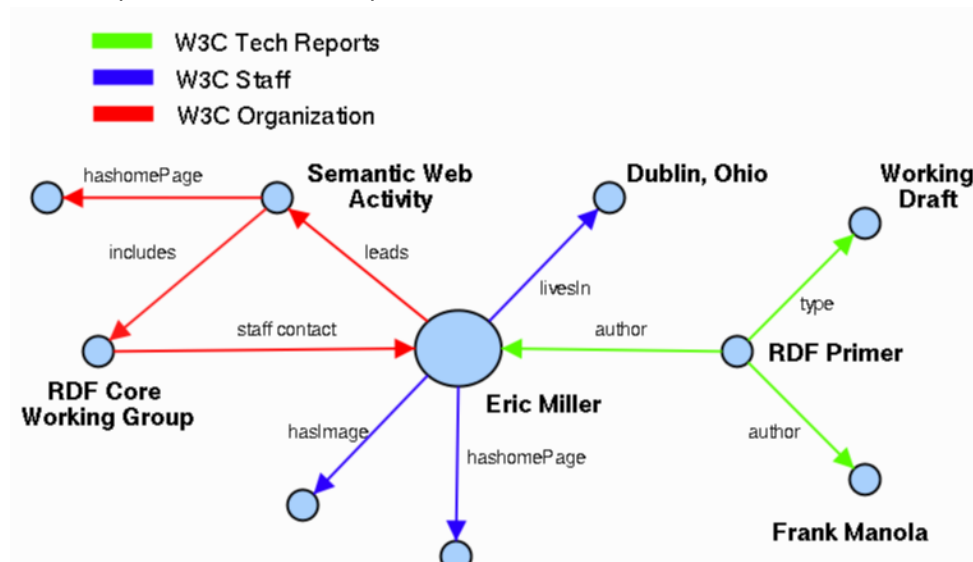 W3C Tech Reports
W3C Staff
W3C Organization
hashomePage
Semantic Web
Activity
Dublin, Ohio
Working
Draft
includes
leads
livesIn
type
staff contact
author
RDF Primer
RDF Core
Working Group
Eric Miller
hasImage
hashomePage
author
Frank Manola